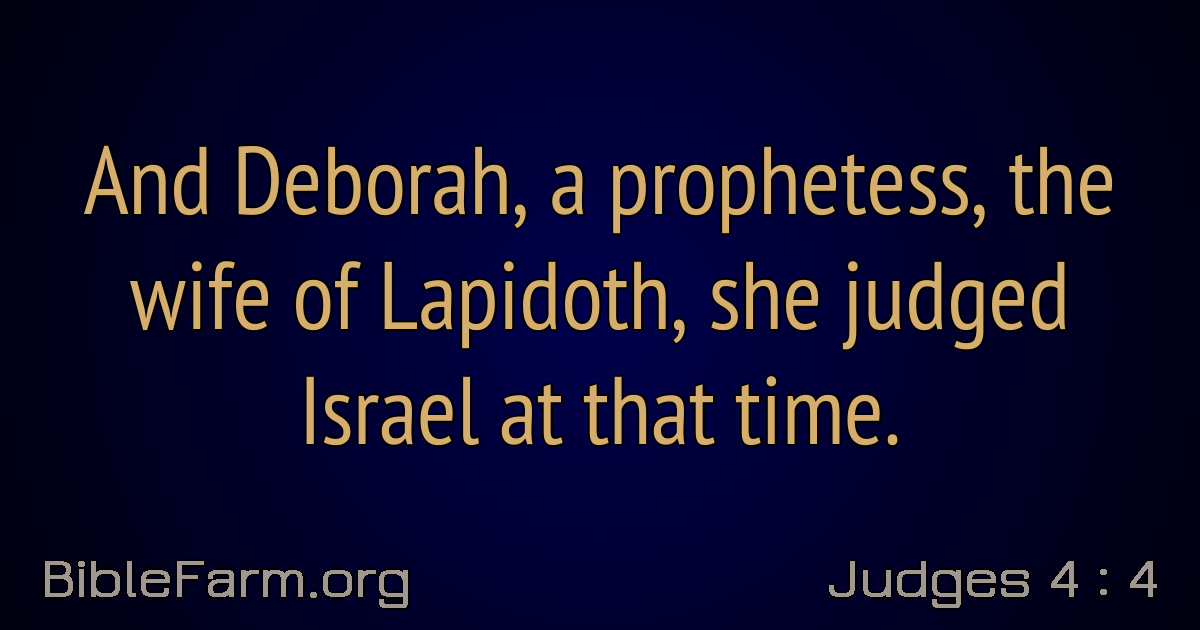 And Deborah, a prophetess, the
wife of Lapidoth, she judged
Israel at that time.
BibleFarm.org
Judges 4 : 4